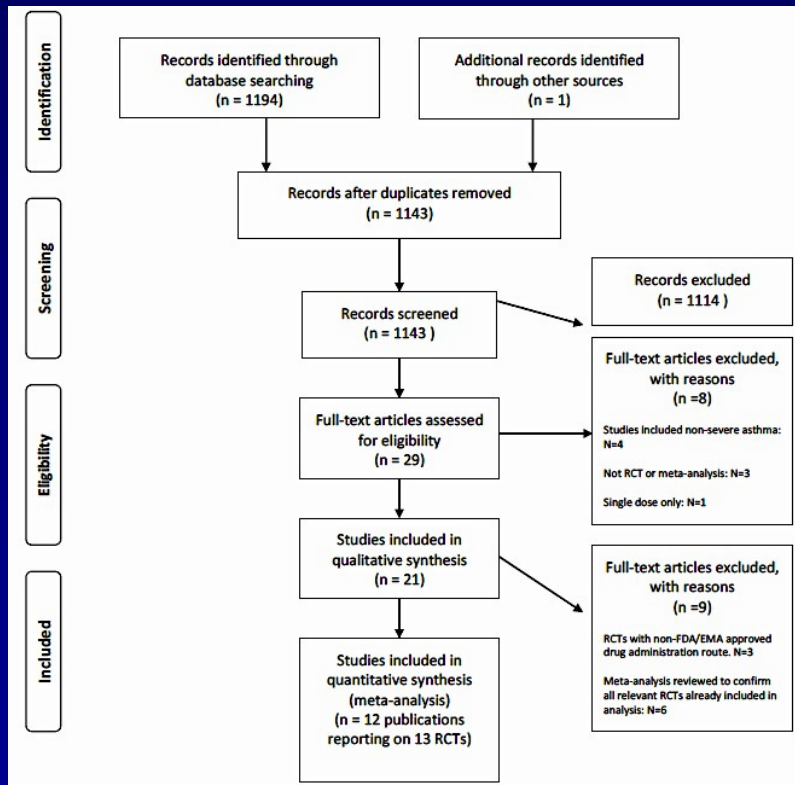 Identification
Records identified through
database searching
(n = 1194)
Additional records identified
through other sources
(n = 1)
Records after duplicates removed
(n = 1143)
Screening
Records screened
(n = 1143 )
Records excluded
(n = 1114 )
Eligibility
Full-text articles assessed
for eligibility
(n = 29)
Full-text articles excluded,
with reasons
(n =8)
Studies included non-severe asthma:
N=4
Not RCT or meta-analysis: N=3
Single dose only: N=1
Studies included in
qualitative synthesis
(n = 21)
Full-text articles excluded,
with reasons
(n =9)
RCTs with non-FDA/EMA approved
drug administration route. N=3
Meta-analysis reviewed to confirm
all relevant RCTs already included in
analysis: N=6
Included
Studies included in
quantitative synthesis
(meta-analysis)
(n = 12 publications
reporting on 13 RCTs)